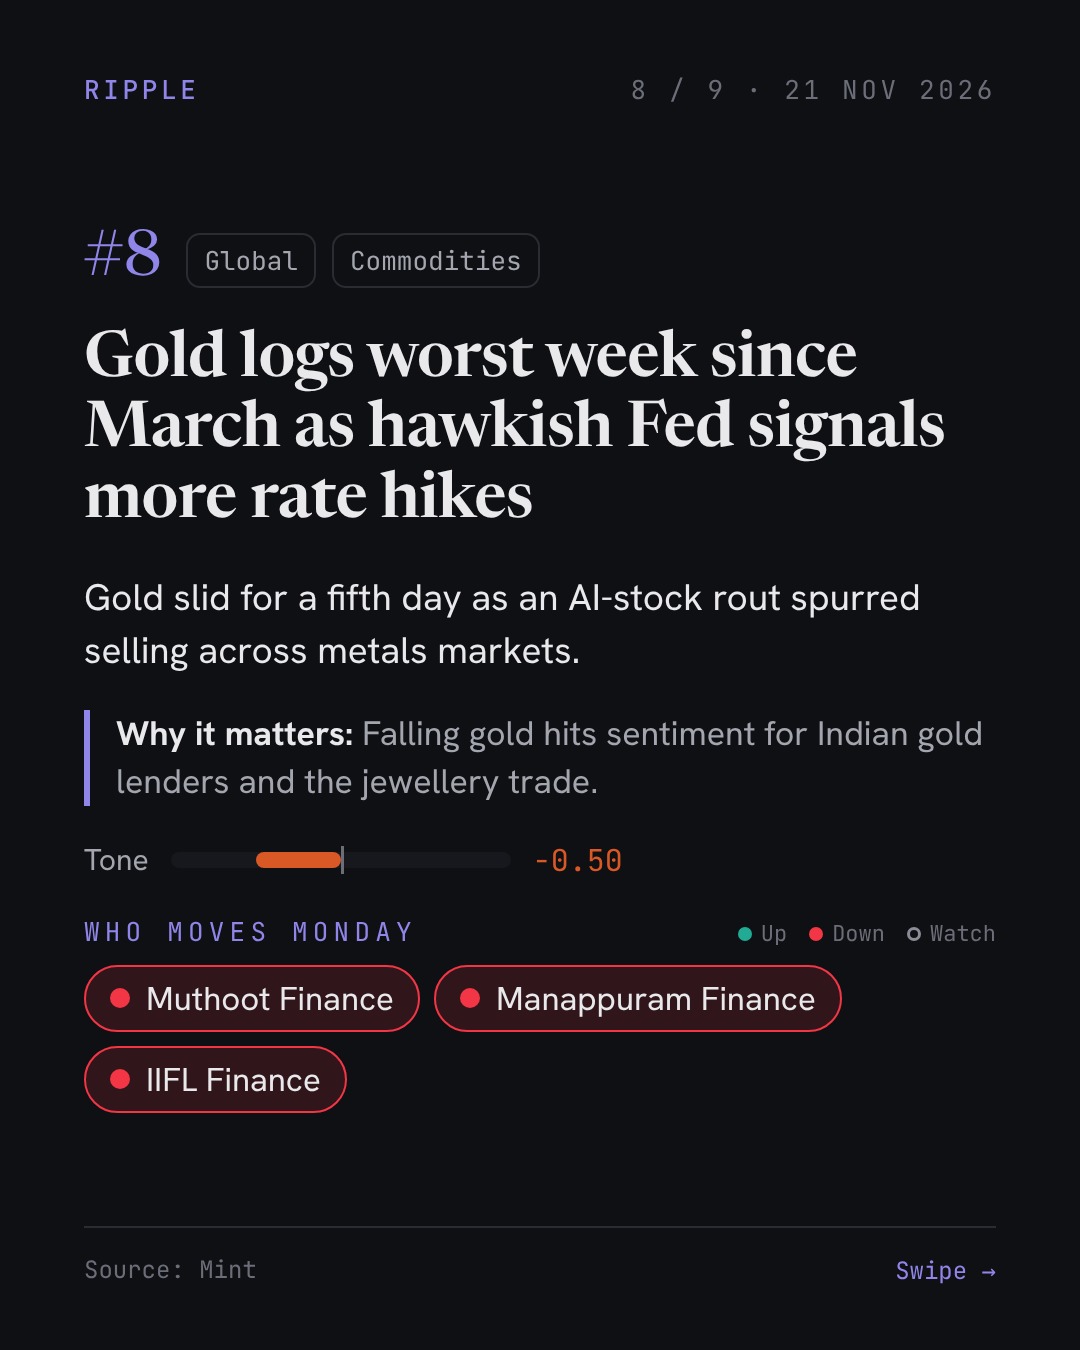 RIPPLE
8 / 9 · 21 NOV 2026
#8 Global Commodities
Gold logs worst week since
March as hawkish Fed signals
more rate hikes
Gold slid for a fifth day as an AI-stock rout spurred
selling across metals markets.
Why it matters: Falling gold hits sentiment for Indian gold
lenders and the jewellery trade.
Tone -0.50
WHO MOVES MONDAY
Up Down Watch
Muthoot Finance Manappuram Finance
IIFL Finance
Source: Mint
Swipe →